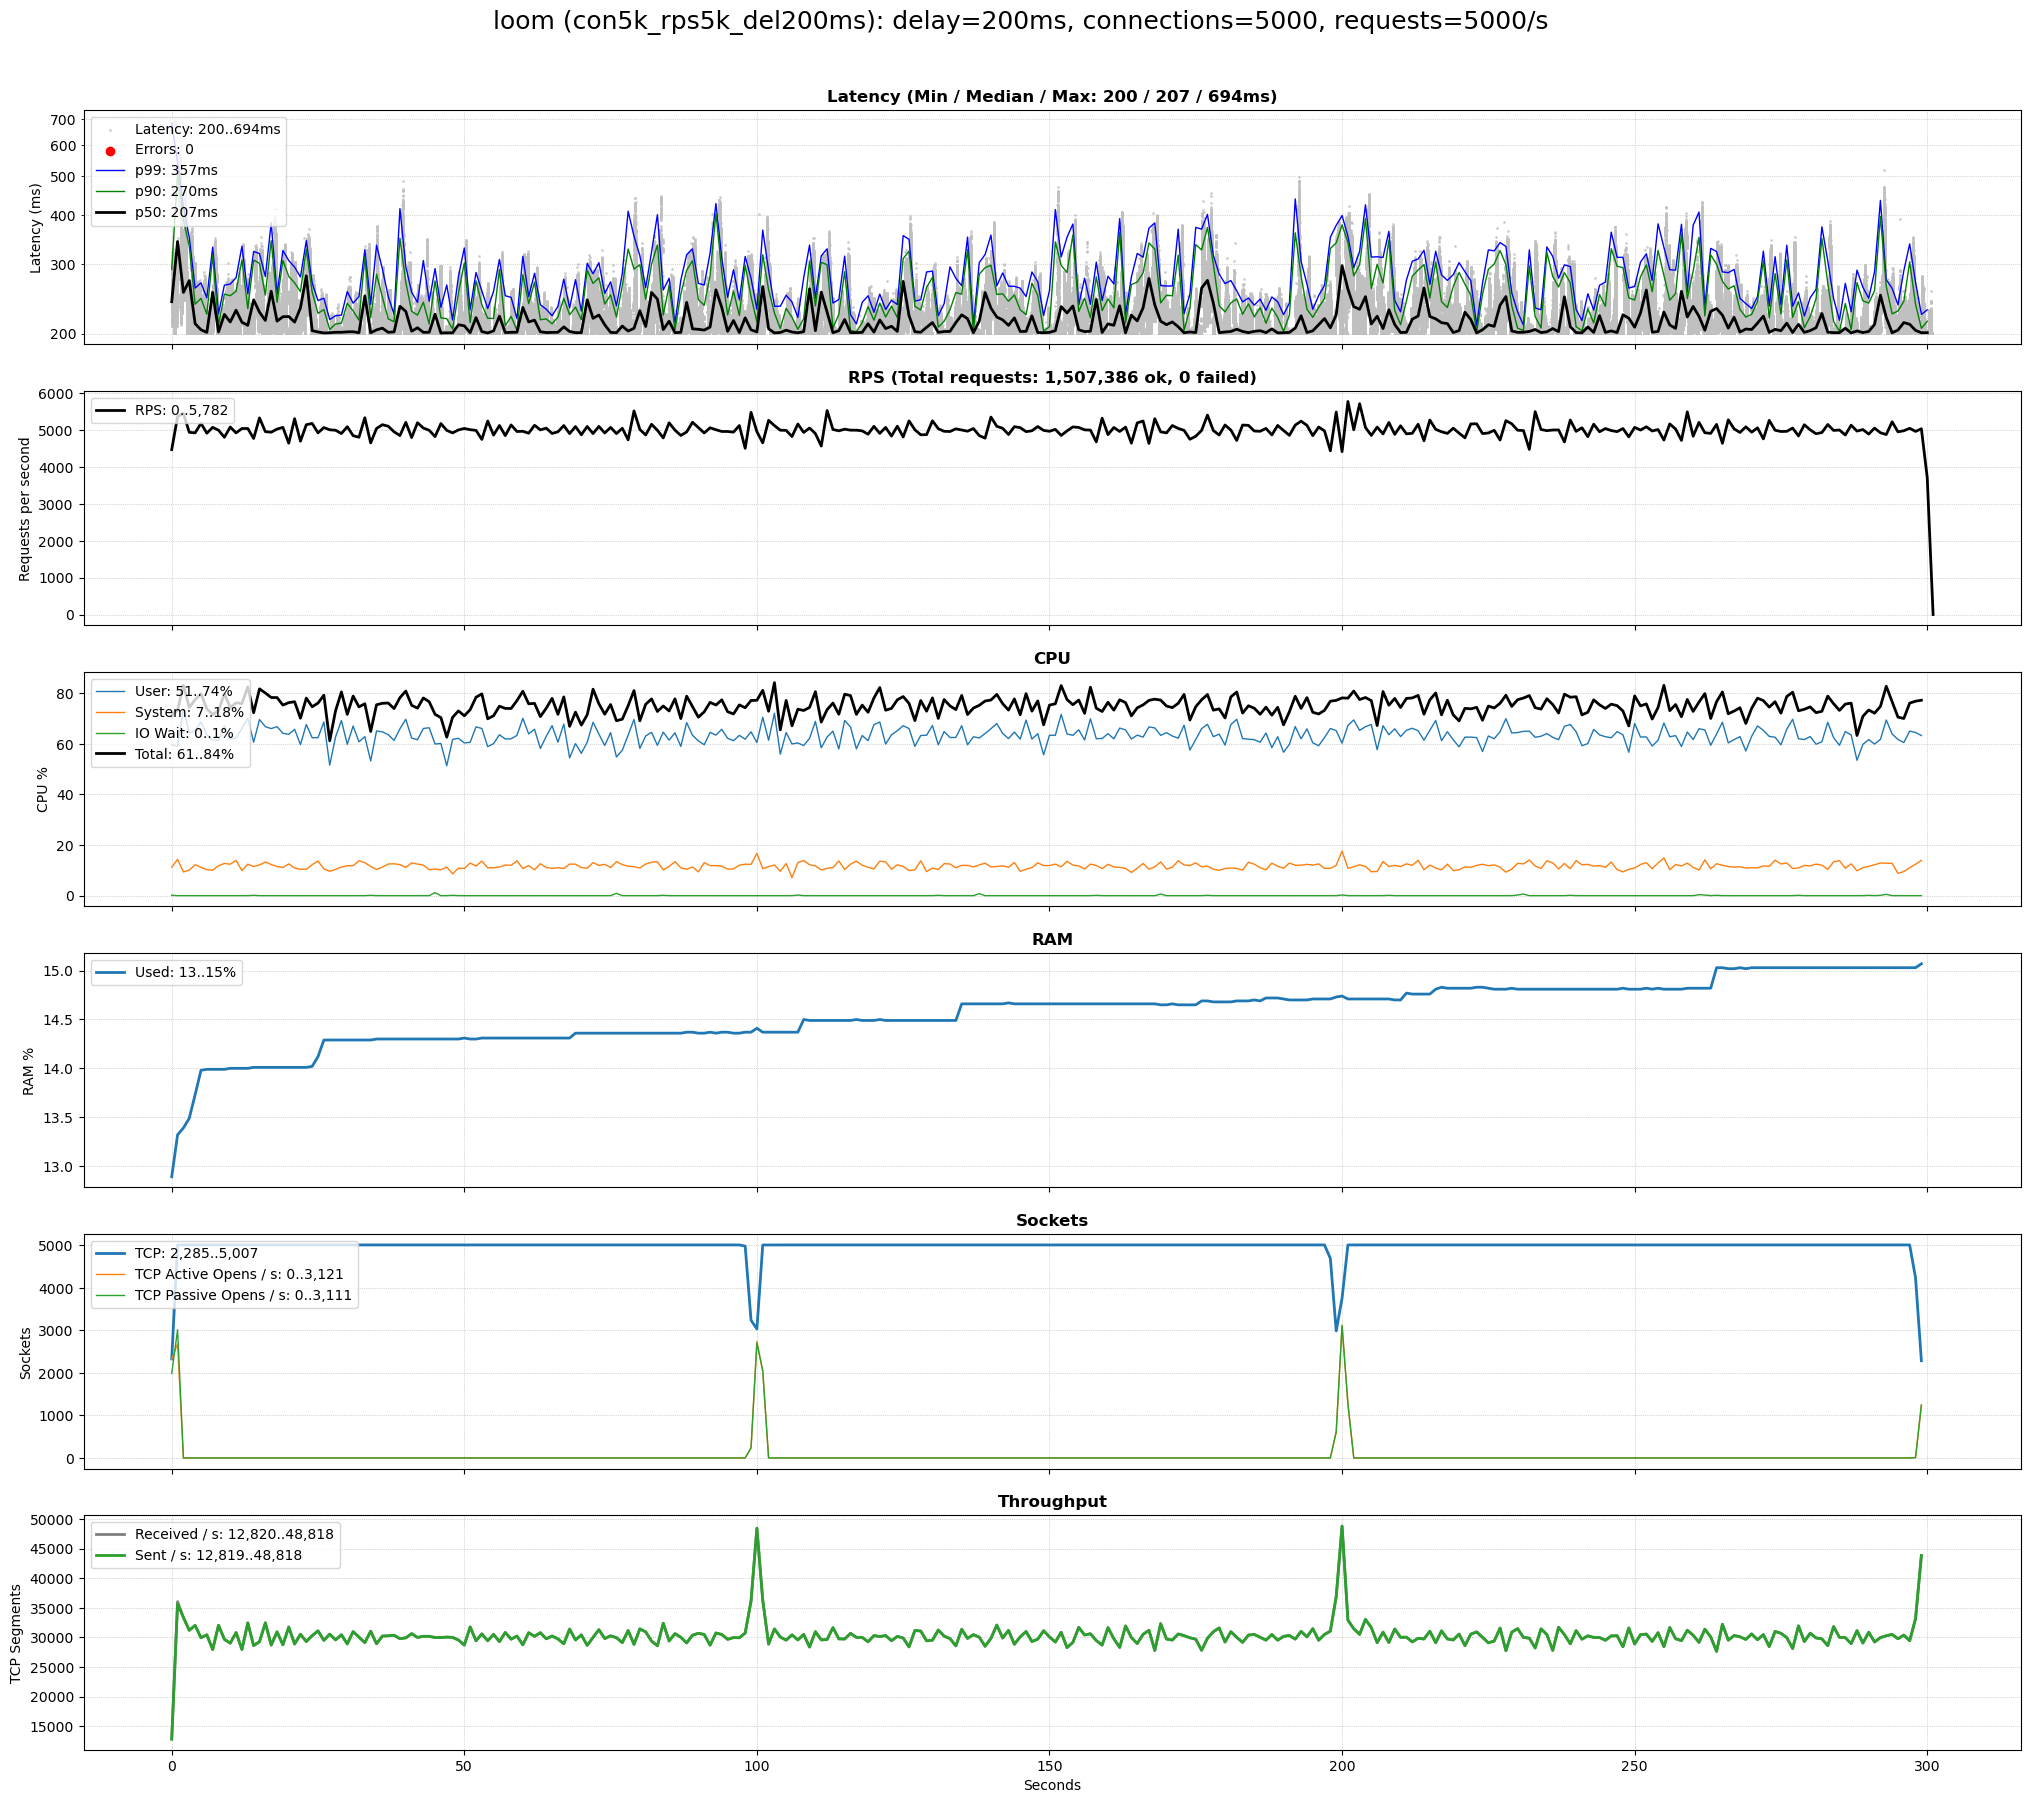 loom (con5k_rps5k_del200ms): delay=200ms, connections=5000, requests=5000/s
Latency (Min / Median / Max: 200 / 207 / 694ms)
Latency (ms)
700
600
500
400
300
200
Latency: 200..694ms
Errors: 0
p99: 357ms
p90: 270ms
p50: 207ms
RPS (Total requests: 1,507,386 ok, 0 failed)
Requests per second
6000
5000
4000
3000
2000
1000
0
RPS: 0..5,782
CPU
CPU %
80
60
40
20
0
User: 51..74%
System: 7..18%
IO Wait: 0..1%
Total: 61..84%
RAM
RAM %
15.0
14.5
14.0
13.5
13.0
Used: 13..15%
Sockets
Sockets
5000
4000
3000
2000
1000
0
TCP: 2,285..5,007
TCP Active Opens / s: 0..3,121
TCP Passive Opens / s: 0..3,111
Throughput
TCP Segments
50000
45000
40000
35000
30000
25000
20000
15000
Received / s: 12,820..48,818
Sent / s: 12,819..48,818
0 50 100 150 200 250 300
Seconds